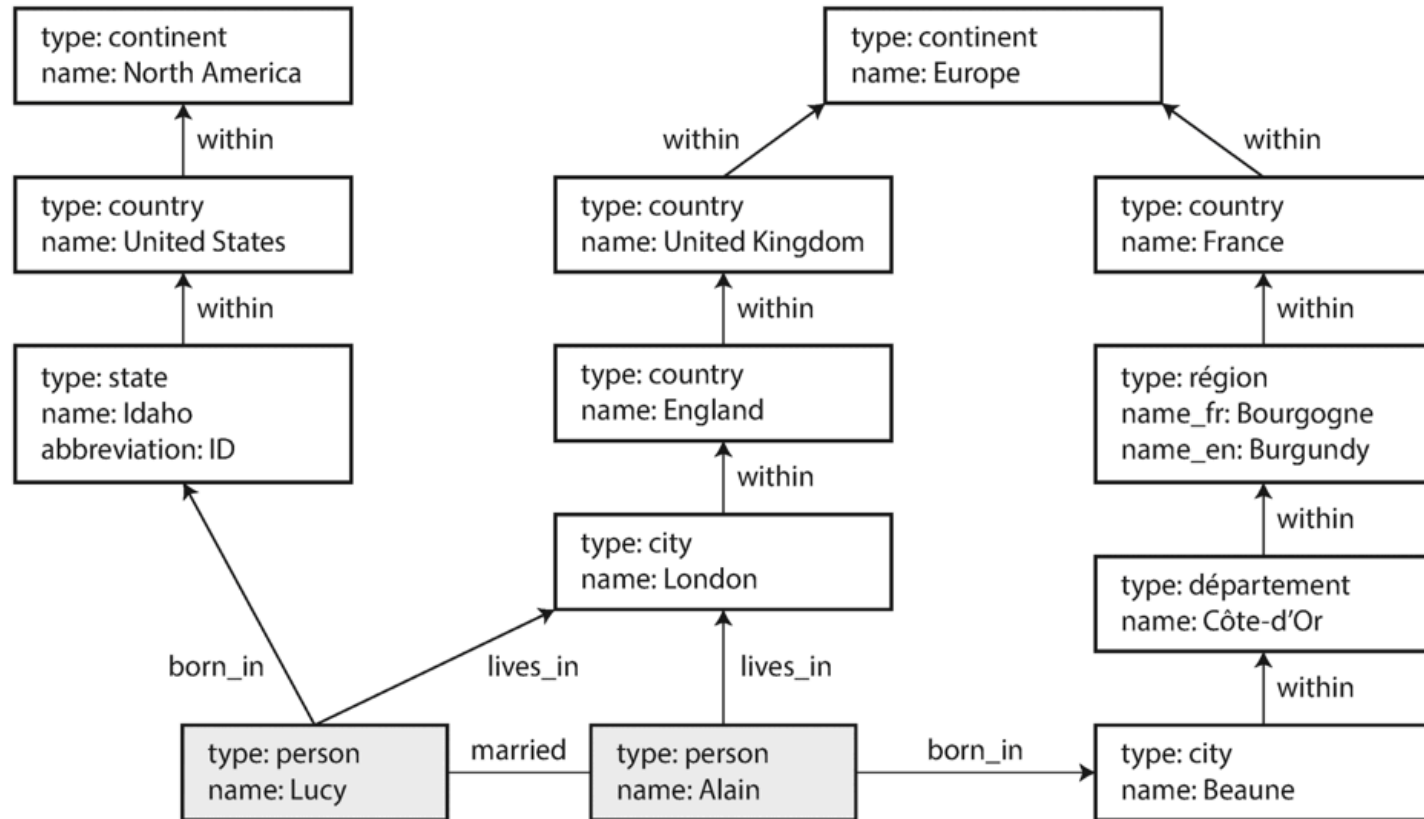 type: continent
name: North America
type: continent
name: Europe
within
within
within
type: country
name: United States
type: country
name: United Kingdom
type: country
name: France
within
within
within
type: state
name: Idaho
abbreviation: ID
type: country
name: England
type: région
name_fr: Bourgogne
name_en: Burgundy
within
within
type: city
name: London
type: département
name: Côte-d’Or
born_in
lives_in
lives_in
within
type: person
name: Lucy
married
type: person
name: Alain
born_in
type: city
name: Beaune